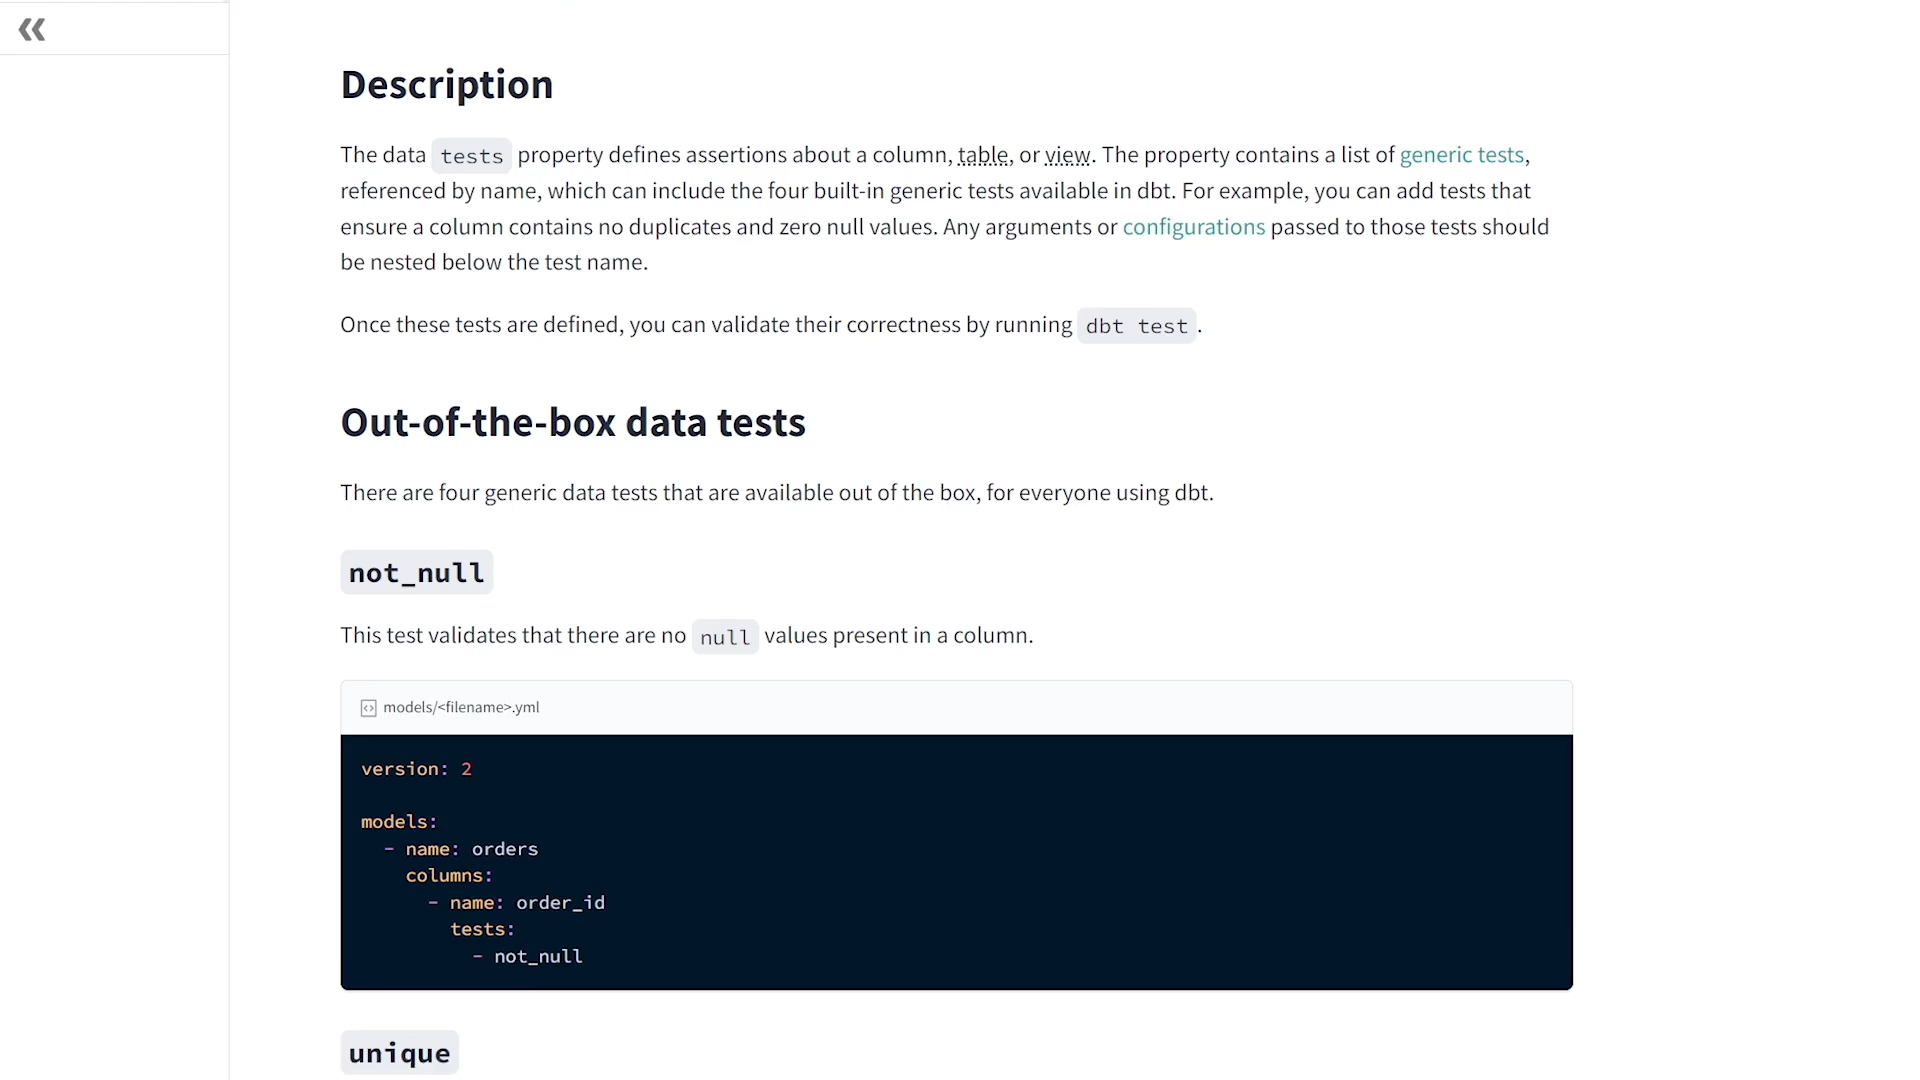 Description
The data tests property defines assertions about a column, table, or view. The property contains a list of generic tests,
referenced by name, which can include the four built-in generic tests available in dbt. For example, you can add tests that
ensure a column contains no duplicates and zero null values. Any arguments or configurations passed to those tests should
be nested below the test name.
Once these tests are defined, you can validate their correctness by running dbt test.
Out-of-the-box data tests
There are four generic data tests that are available out of the box, for everyone using dbt.
not_null
This test validates that there are no null values present in a column.
models/<filename>.yml
version: 2
models:
  - name: orders
    columns:
      - name: order_id
        tests:
          - not_null
unique